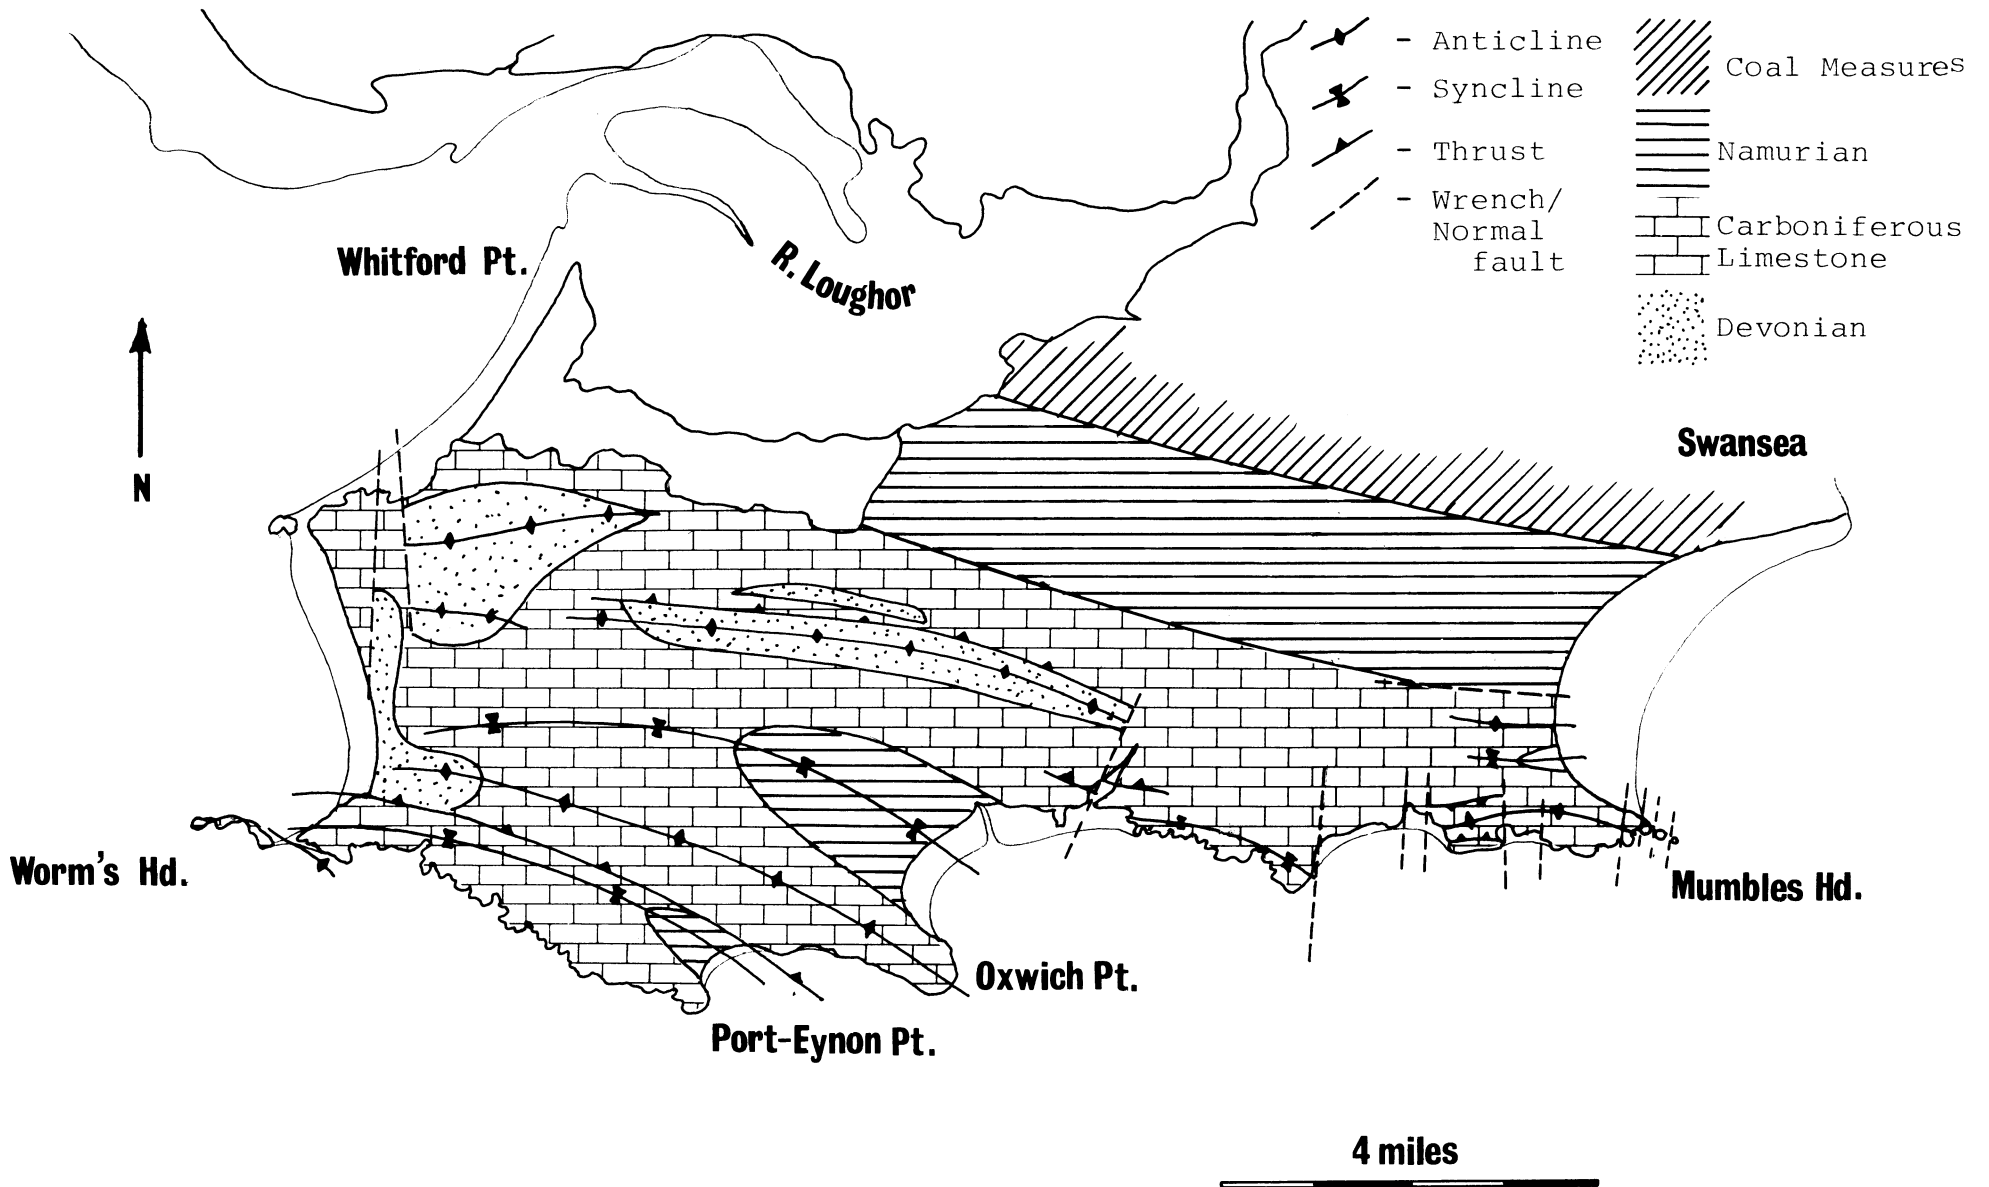 - Anticline
- Syncline
- Thrust
- Wrench/
Normal
fault
Coal Measures
Namurian
Carboniferous
Limestone
Devonian
Whitford Pt.
R. Loughor
N
Swansea
Worm's Hd.
Mumbles Hd.
Oxwich Pt.
Port-Eynon Pt.
4 miles